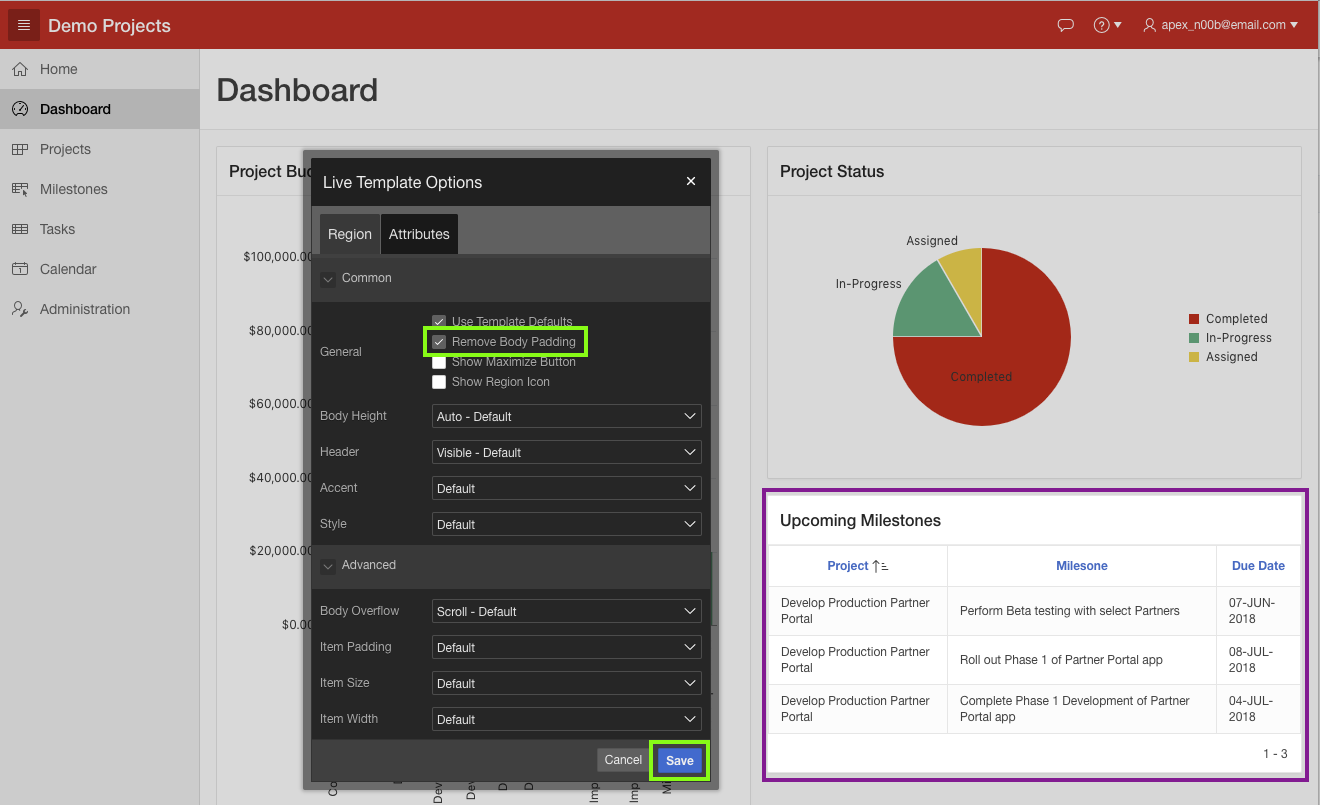 Demo Projects
apex_n00b@email.com
Home
Dashboard
Projects
Milestones
Tasks
Calendar
Administration
Dashboard
Project Bud
$100,000.00
$80,000.00
$60,000.00
$40,000.00
$20,000.00
$0.00
Live Template Options
Region
Attributes
Common
General
Use Template Defaults
Remove Body Padding
Show Maximize Button
Show Region Icon
Body Height
Auto - Default
Header
Visible - Default
Accent
Default
Style
Default
Advanced
Body Overflow
Scroll - Default
Item Padding
Default
Item Size
Default
Item Width
Default
Cancel
Save
Project Status
Assigned
In-Progress
Completed
Completed
In-Progress
Assigned
Upcoming Milestones
Project
Milesone
Due Date
Develop Production Partner
Portal
Perform Beta testing with select Partners
07-JUN-
2018
Develop Production Partner
Portal
Roll out Phase 1 of Partner Portal app
08-JUL-
2018
Develop Production Partner
Portal
Complete Phase 1 Development of Partner
Portal app
04-JUL-
2018
1 - 3